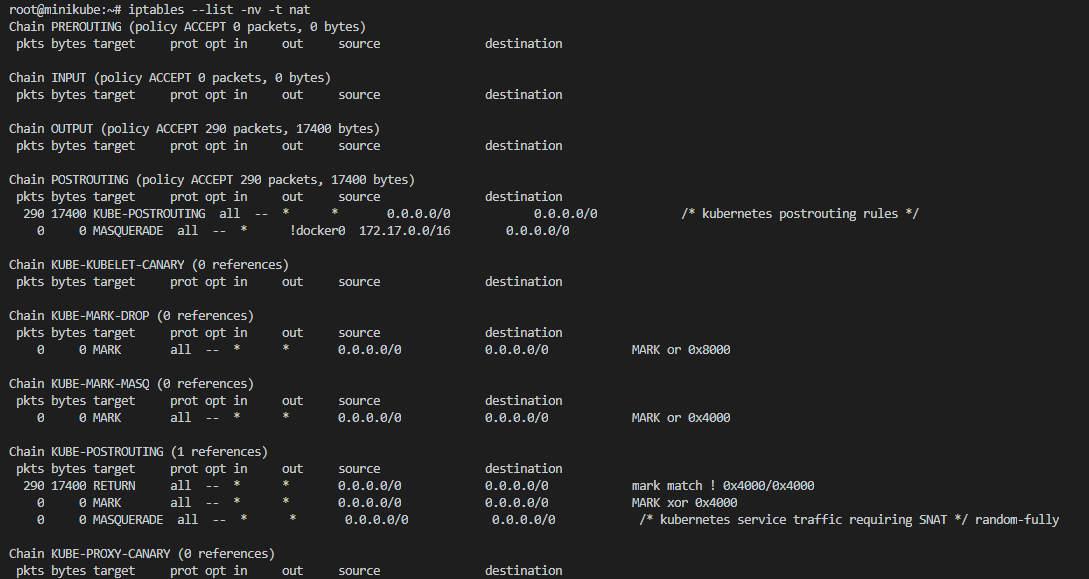 root@minikube:~# iptables --list -nv -t nat
Chain PREROUTING (policy ACCEPT 0 packets, 0 bytes)
 pkts bytes target     prot opt in     out     source               destination

Chain INPUT (policy ACCEPT 0 packets, 0 bytes)
 pkts bytes target     prot opt in     out     source               destination

Chain OUTPUT (policy ACCEPT 290 packets, 17400 bytes)
 pkts bytes target     prot opt in     out     source               destination

Chain POSTROUTING (policy ACCEPT 290 packets, 17400 bytes)
 pkts bytes target     prot opt in     out     source               destination
  290 17400 KUBE-POSTROUTING  all  --  *      *       0.0.0.0/0            0.0.0.0/0            /* kubernetes postrouting rules */
    0     0 MASQUERADE  all  --  *      !docker0  172.17.0.0/16        0.0.0.0/0

Chain KUBE-KUBELET-CANARY (0 references)
 pkts bytes target     prot opt in     out     source               destination

Chain KUBE-MARK-DROP (0 references)
 pkts bytes target     prot opt in     out     source               destination
    0     0 MARK       all  --  *      *       0.0.0.0/0            0.0.0.0/0            MARK or 0x8000

Chain KUBE-MARK-MASQ (0 references)
 pkts bytes target     prot opt in     out     source               destination
    0     0 MARK       all  --  *      *       0.0.0.0/0            0.0.0.0/0            MARK or 0x4000

Chain KUBE-POSTROUTING (1 references)
 pkts bytes target     prot opt in     out     source               destination
  290 17400 RETURN     all  --  *      *       0.0.0.0/0            0.0.0.0/0            mark match ! 0x4000/0x4000
    0     0 MARK       all  --  *      *       0.0.0.0/0            0.0.0.0/0            MARK xor 0x4000
    0     0 MASQUERADE  all  --  *      *       0.0.0.0/0            0.0.0.0/0            /* kubernetes service traffic requiring SNAT */ random-fully

Chain KUBE-PROXY-CANARY (0 references)
 pkts bytes target     prot opt in     out     source               destination